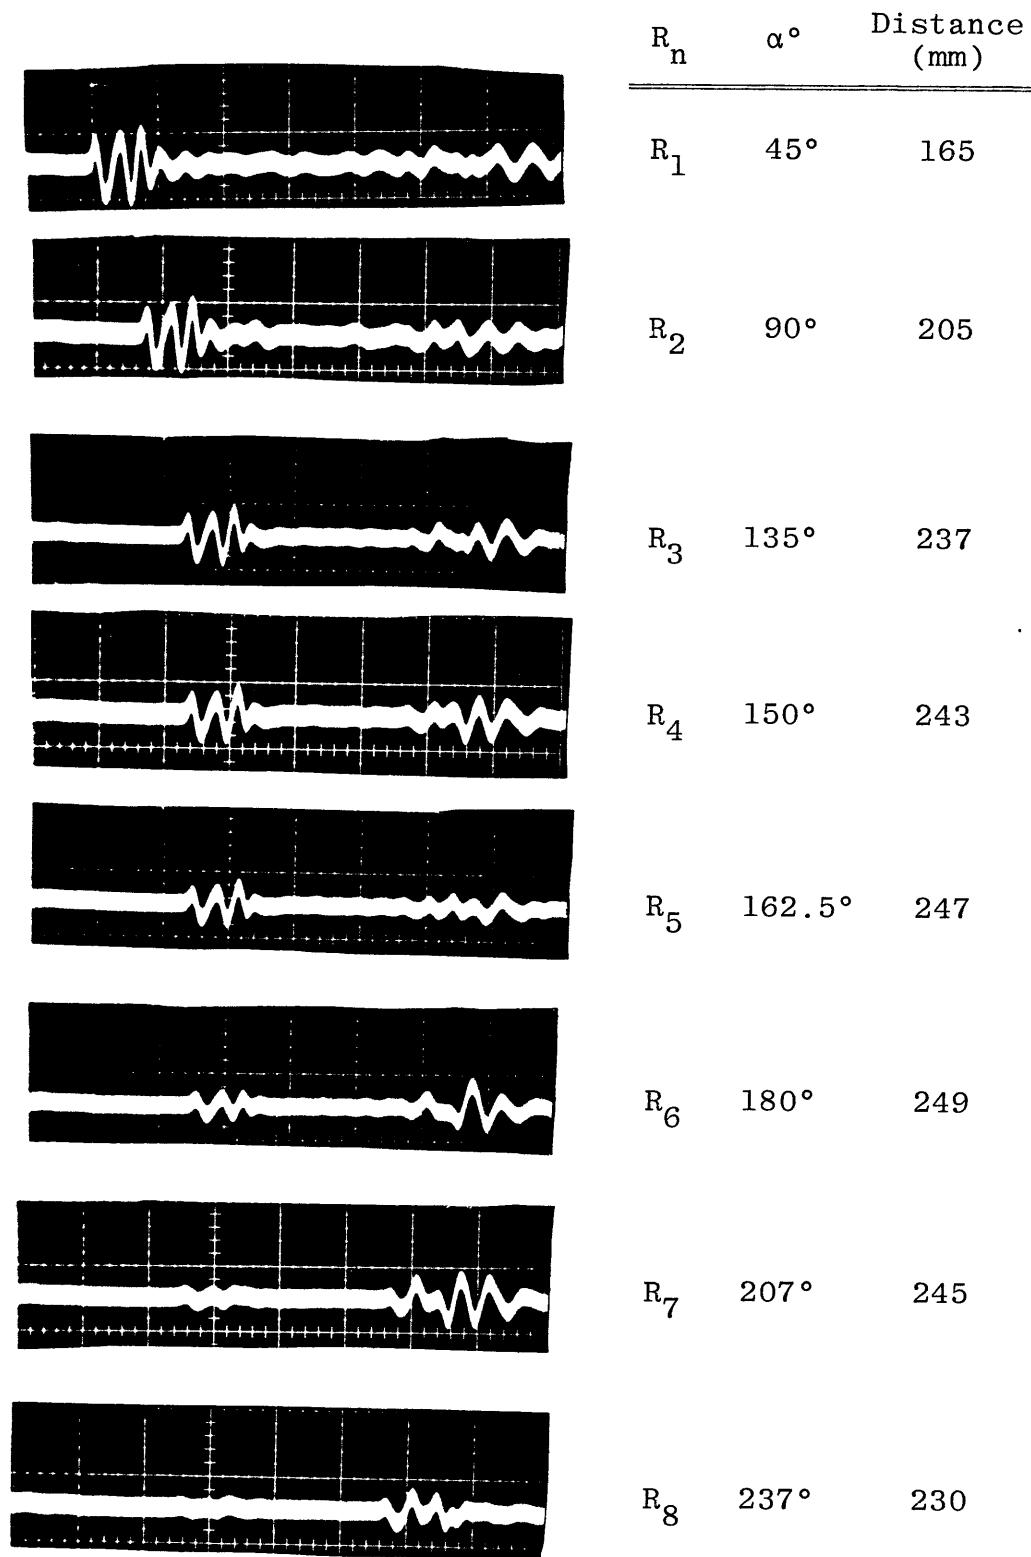 Rn α° Distance (mm)
R1 45° 165
R2 90° 205
R3 135° 237
R4 150° 243
R5 162.5° 247
R6 180° 249
R7 207° 245
R8 237° 230